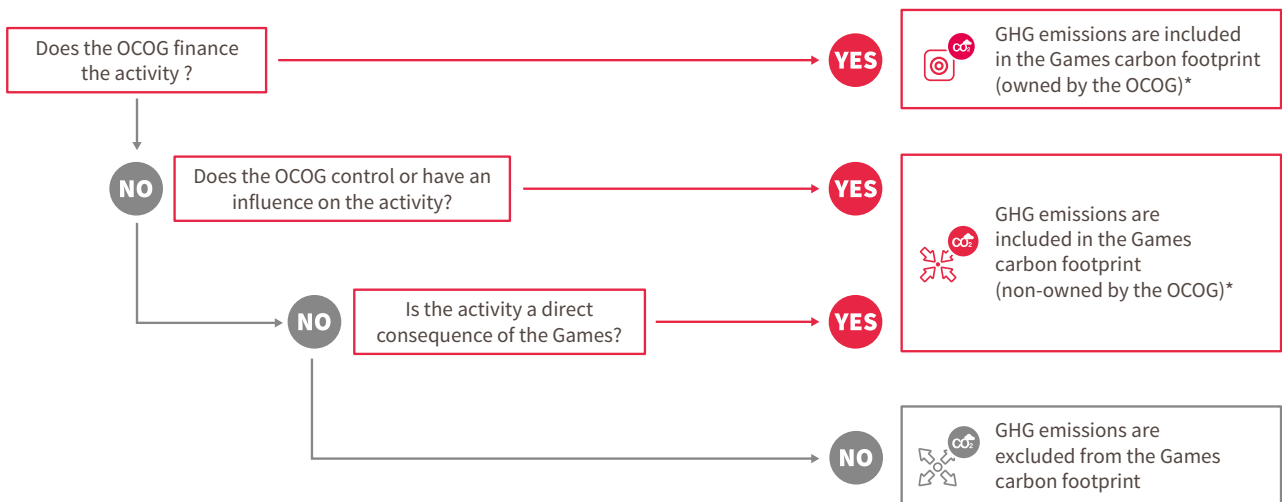 Does the OCOG finance
the activity ?
YES
CO2
GHG emissions are included
in the Games carbon footprint
(owned by the OCOG)*
NO
Does the OCOG control or have an
influence on the activity?
YES
CO2
GHG emissions are
included in the Games
carbon footprint
(non-owned by the OCOG)*
NO
Is the activity a direct
consequence of the Games?
YES
NO
CO2
GHG emissions are
excluded from the Games
carbon footprint